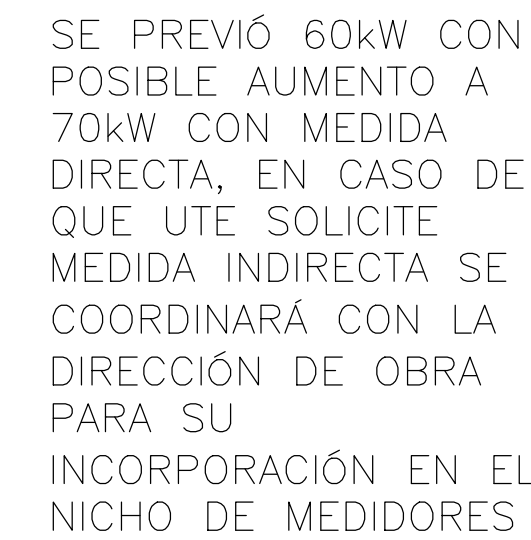 SE PREVIÓ 60kW CON
POSIBLE AUMENTO A
70kW CON MEDIDA
DIRECTA, EN CASO DE
QUE UTE SOLICITE
MEDIDA INDIRECTA SE
COORDINARÁ CON LA
DIRECCIÓN DE OBRA
PARA SU
INCORPORACIÓN EN EL
NICHO DE MEDIDORES